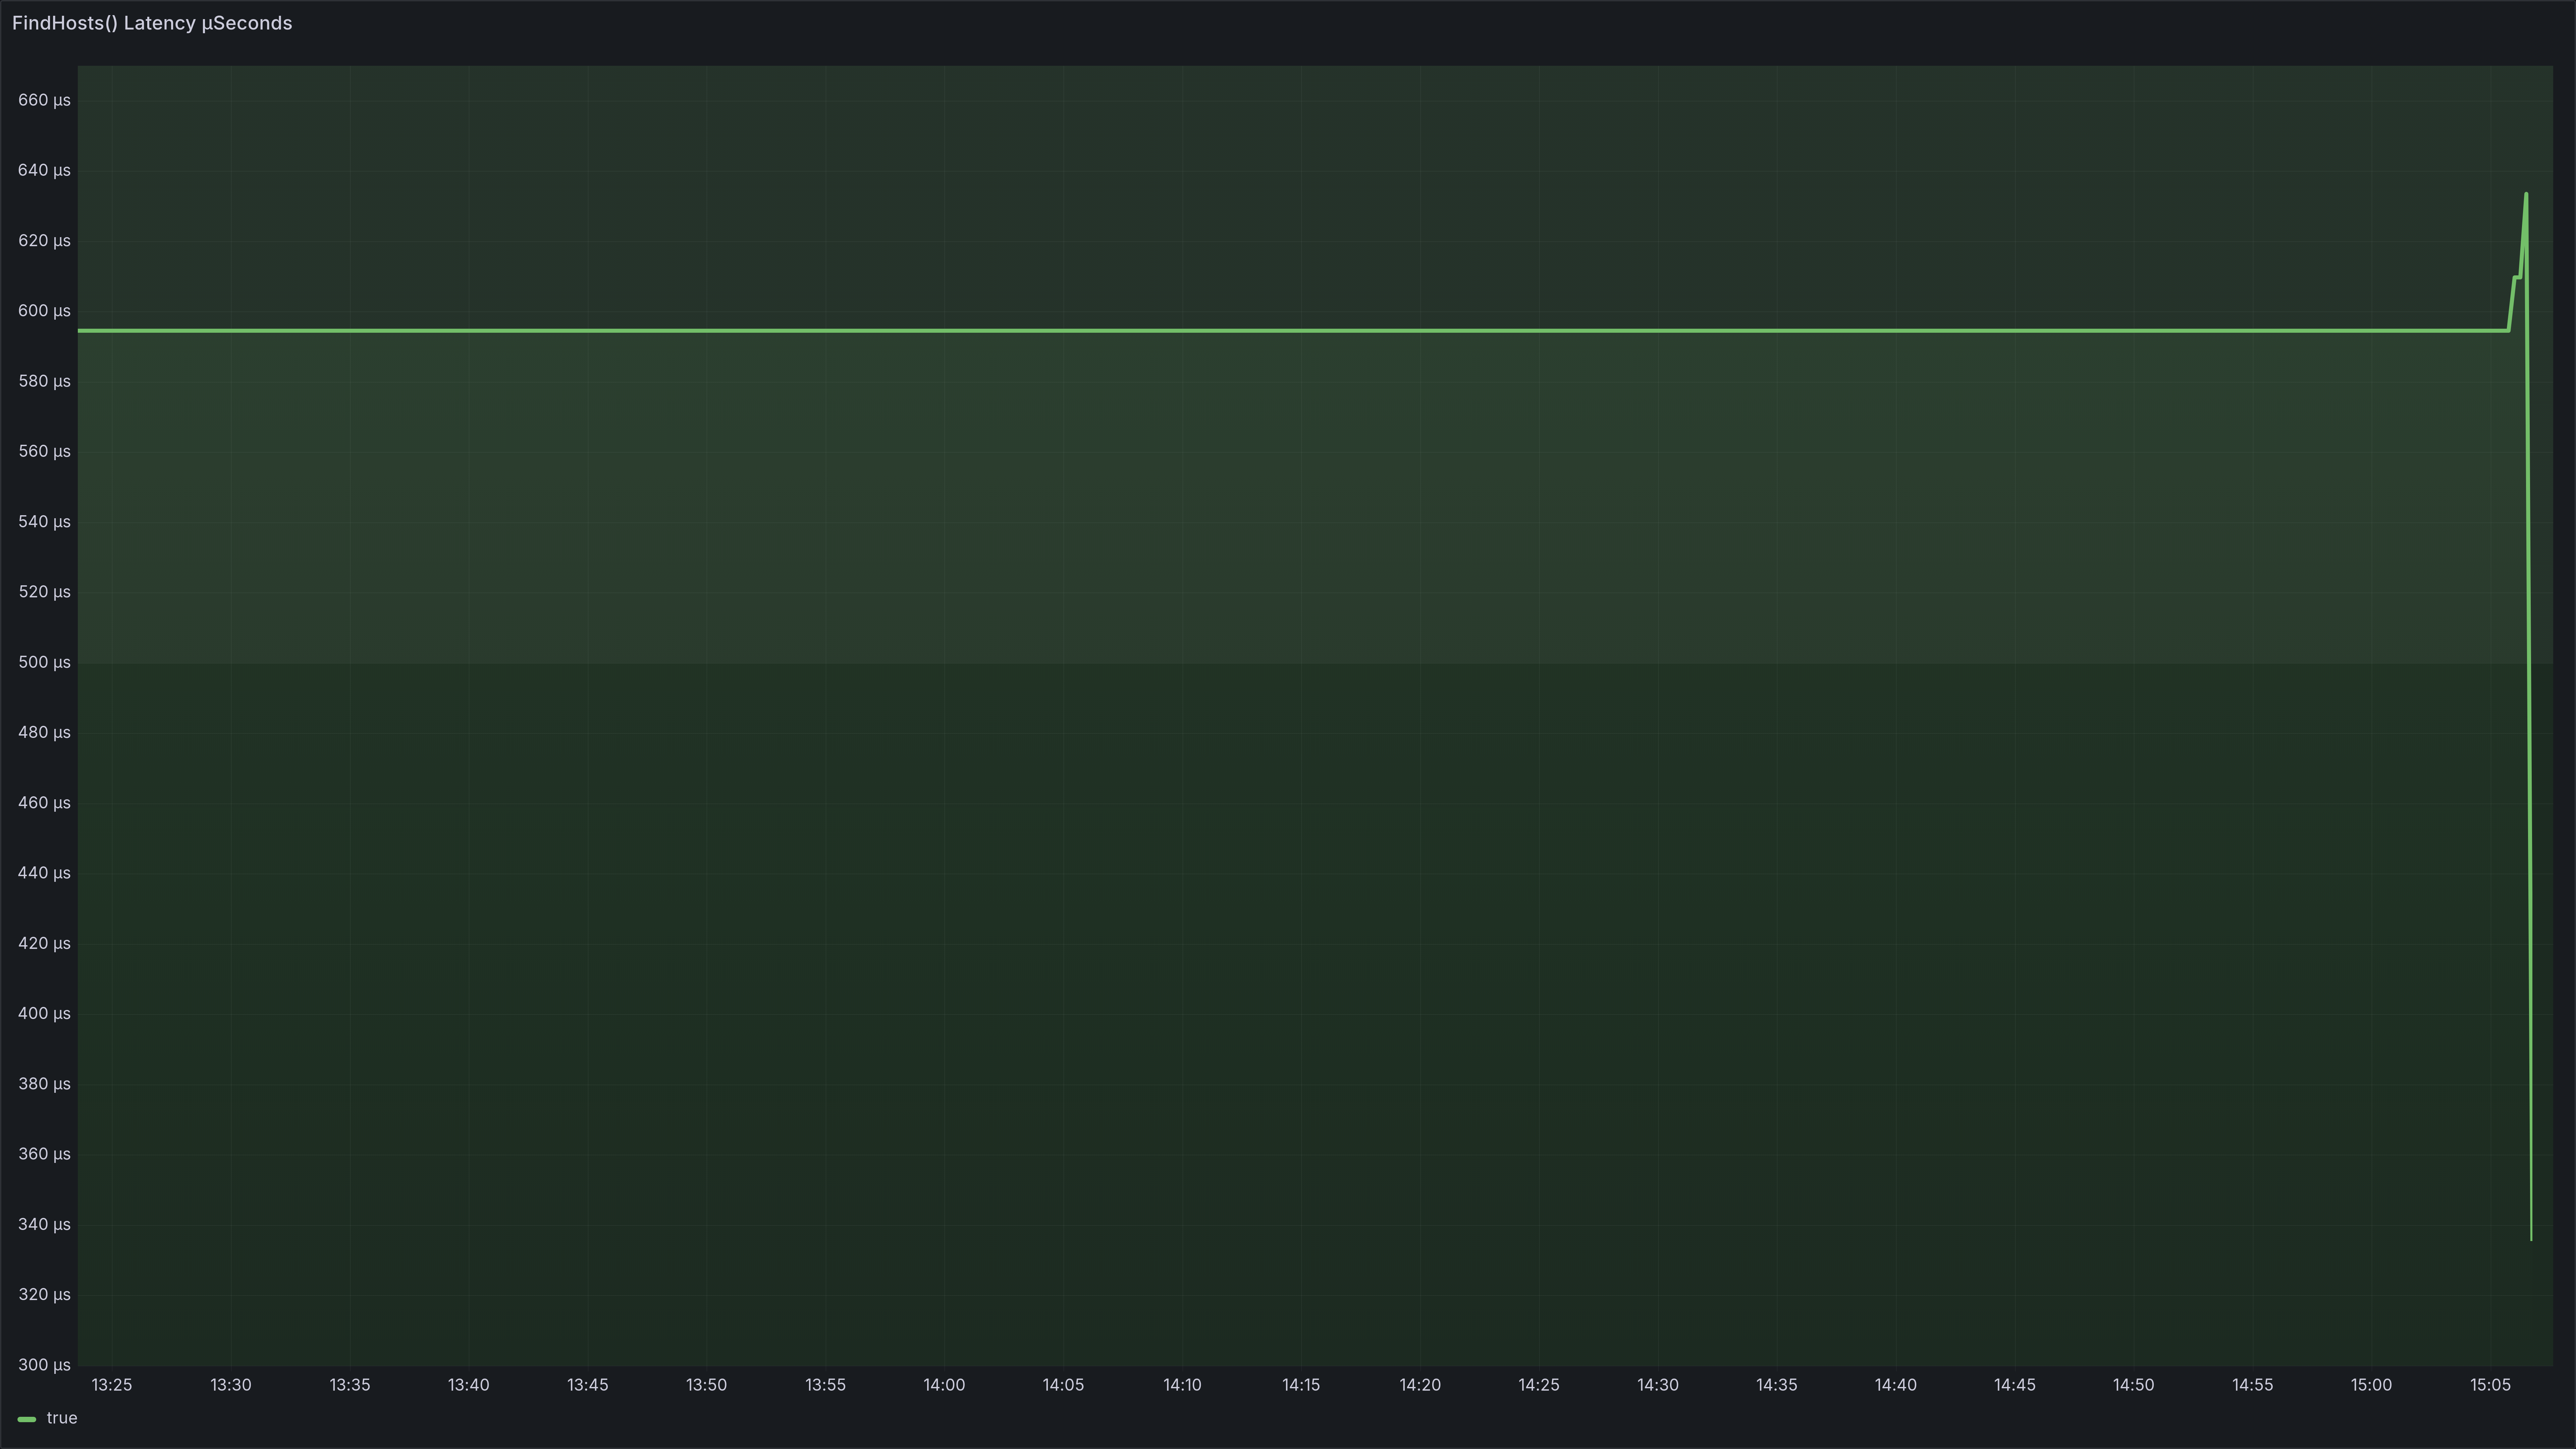 FindHosts() Latency µSeconds
660 µs
640 µs
620 µs
600 µs
580 µs
560 µs
540 µs
520 µs
500 µs
480 µs
460 µs
440 µs
420 µs
400 µs
380 µs
360 µs
340 µs
320 µs
300 µs
13:25 13:30 13:35 13:40 13:45 13:50 13:55 14:00 14:05 14:10 14:15 14:20 14:25 14:30 14:35 14:40 14:45 14:50 14:55 15:00 15:05
true